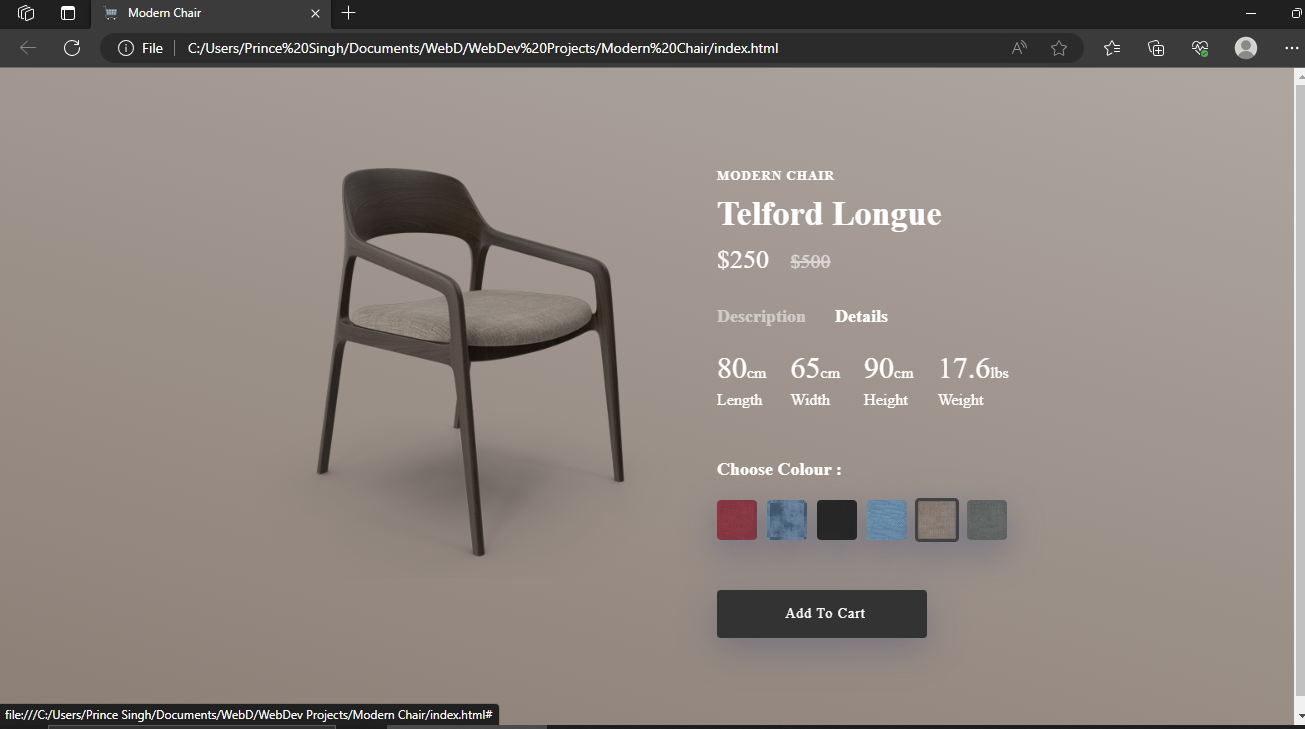 Modern Chair
File C:/Users/Prince%20Singh/Documents/WebD/WebDev%20Projects/Modern%20Chair/index.html
MODERN CHAIR
Telford Longue
$250 $500
Description Details
80cm 65cm 90cm 17.6lbs
Length Width Height Weight
Choose Colour :
Add To Cart
file:///C:/Users/Prince Singh/Documents/WebD/WebDev Projects/Modern Chair/index.html#